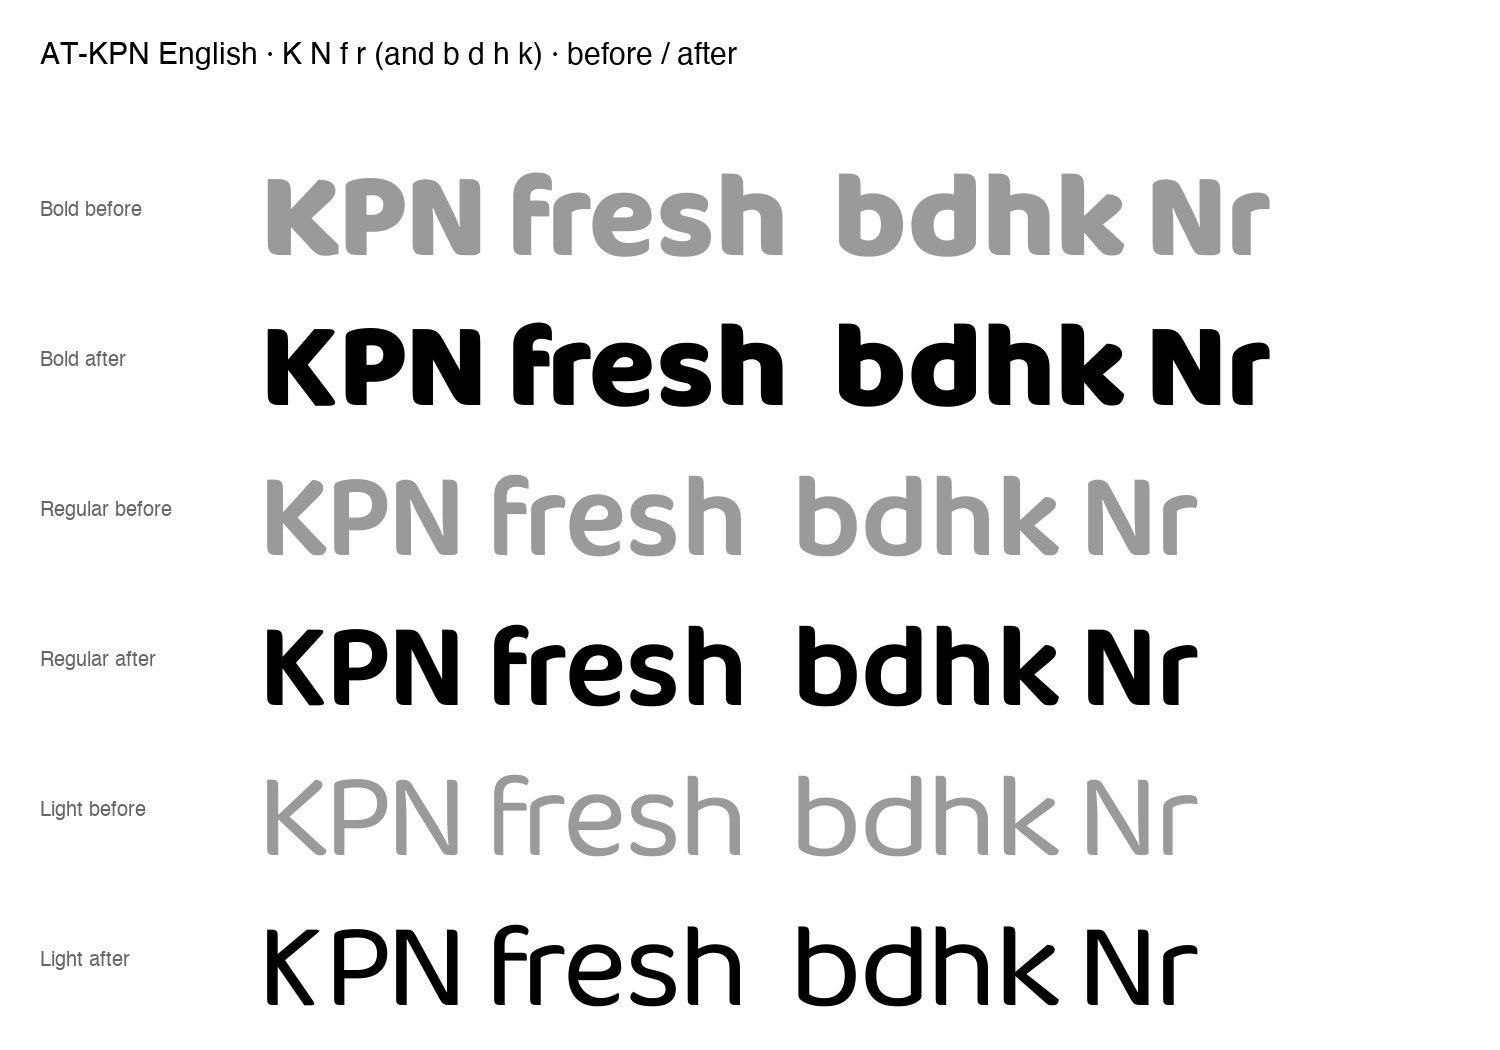 AT-KPN English · K N f r (and b d h k) · before / after
Bold before KPN fresh bdhk Nr
Bold after KPN fresh bdhk Nr
Regular before KPN fresh bdhk Nr
Regular after KPN fresh bdhk Nr
Light before KPN fresh bdhk Nr
Light after KPN fresh bdhk Nr